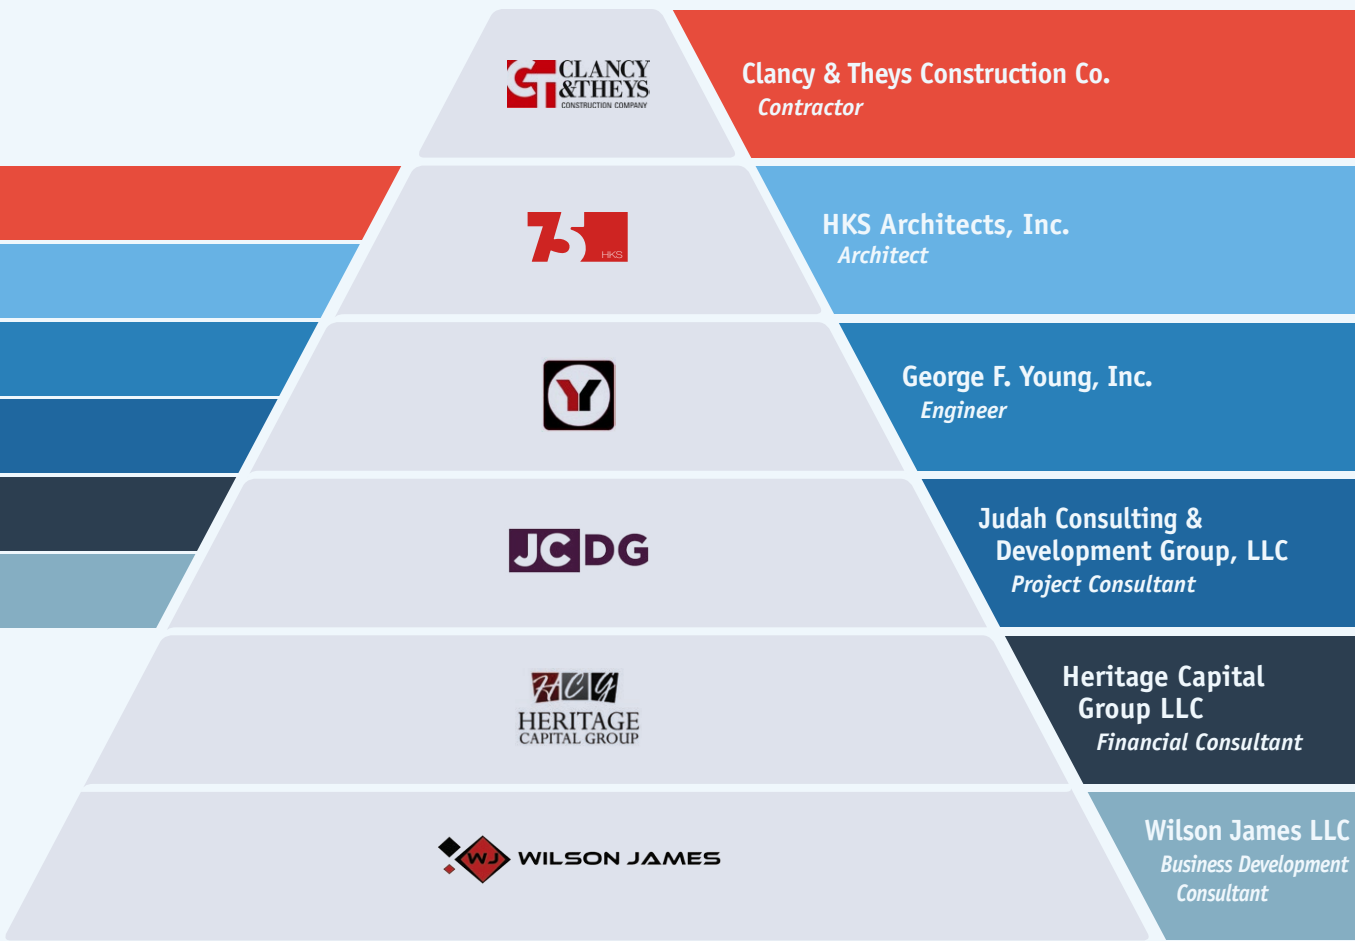 CLANCY
&THEYS
CONSTRUCTION COMPANY
Clancy & Theys Construction Co.
Contractor
75
HKS
HKS Architects, Inc.
Architect
Y
George F. Young, Inc.
Engineer
JCDG
Judah Consulting &
Development Group, LLC
Project Consultant
HCG
HERITAGE
CAPITAL GROUP
Heritage Capital
Group LLC
Financial Consultant
WJ WILSON JAMES
Wilson James LLC
Business Development
Consultant